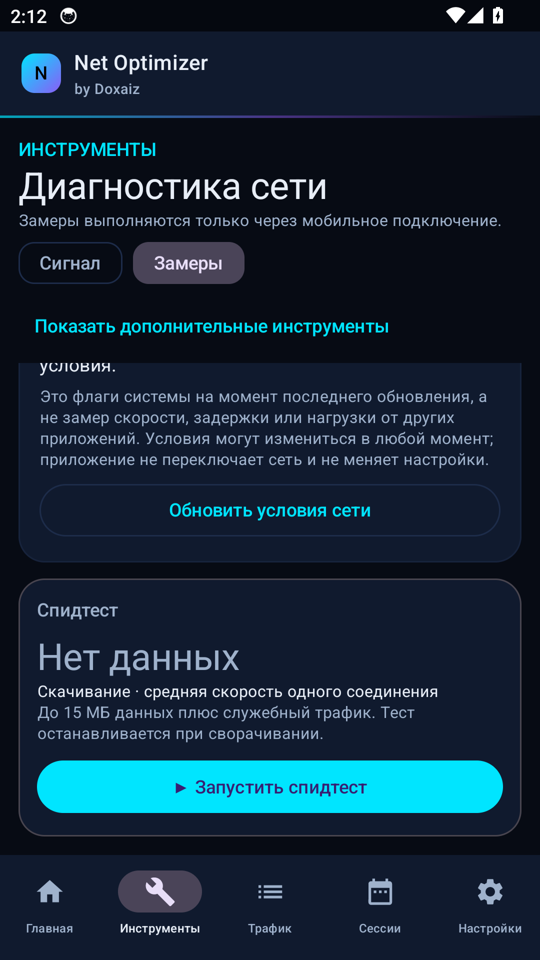 2:12
N
Net Optimizer
by Doxaiz
ИНСТРУМЕНТЫ
Диагностика сети
Замеры выполняются только через мобильное подключение.
Сигнал
Замеры
Показать дополнительные инструменты
условия.
Это флаги системы на момент последнего обновления, а
не замер скорости, задержки или нагрузки от других
приложений. Условия могут измениться в любой момент;
приложение не переключает сеть и не меняет настройки.
Обновить условия сети
Спидтест
Нет данных
Скачивание · средняя скорость одного соединения
До 15 МБ данных плюс служебный трафик. Тест
останавливается при сворачивании.
► Запустить спидтест
Главная
Инструменты
Трафик
Сессии
Настройки